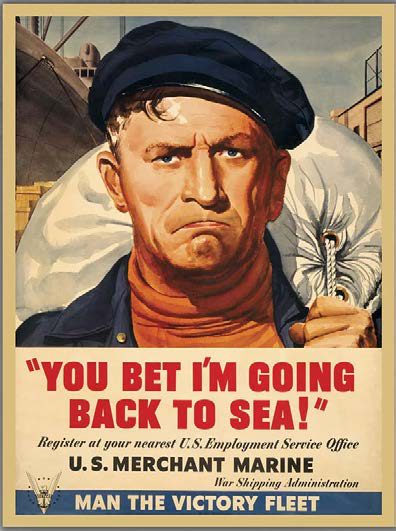 "YOU BET I'M GOING
BACK TO SEA!"
Register at your nearest U.S. Employment Service Office
U.S. MERCHANT MARINE
War Shipping Administration
MAN THE VICTORY FLEET